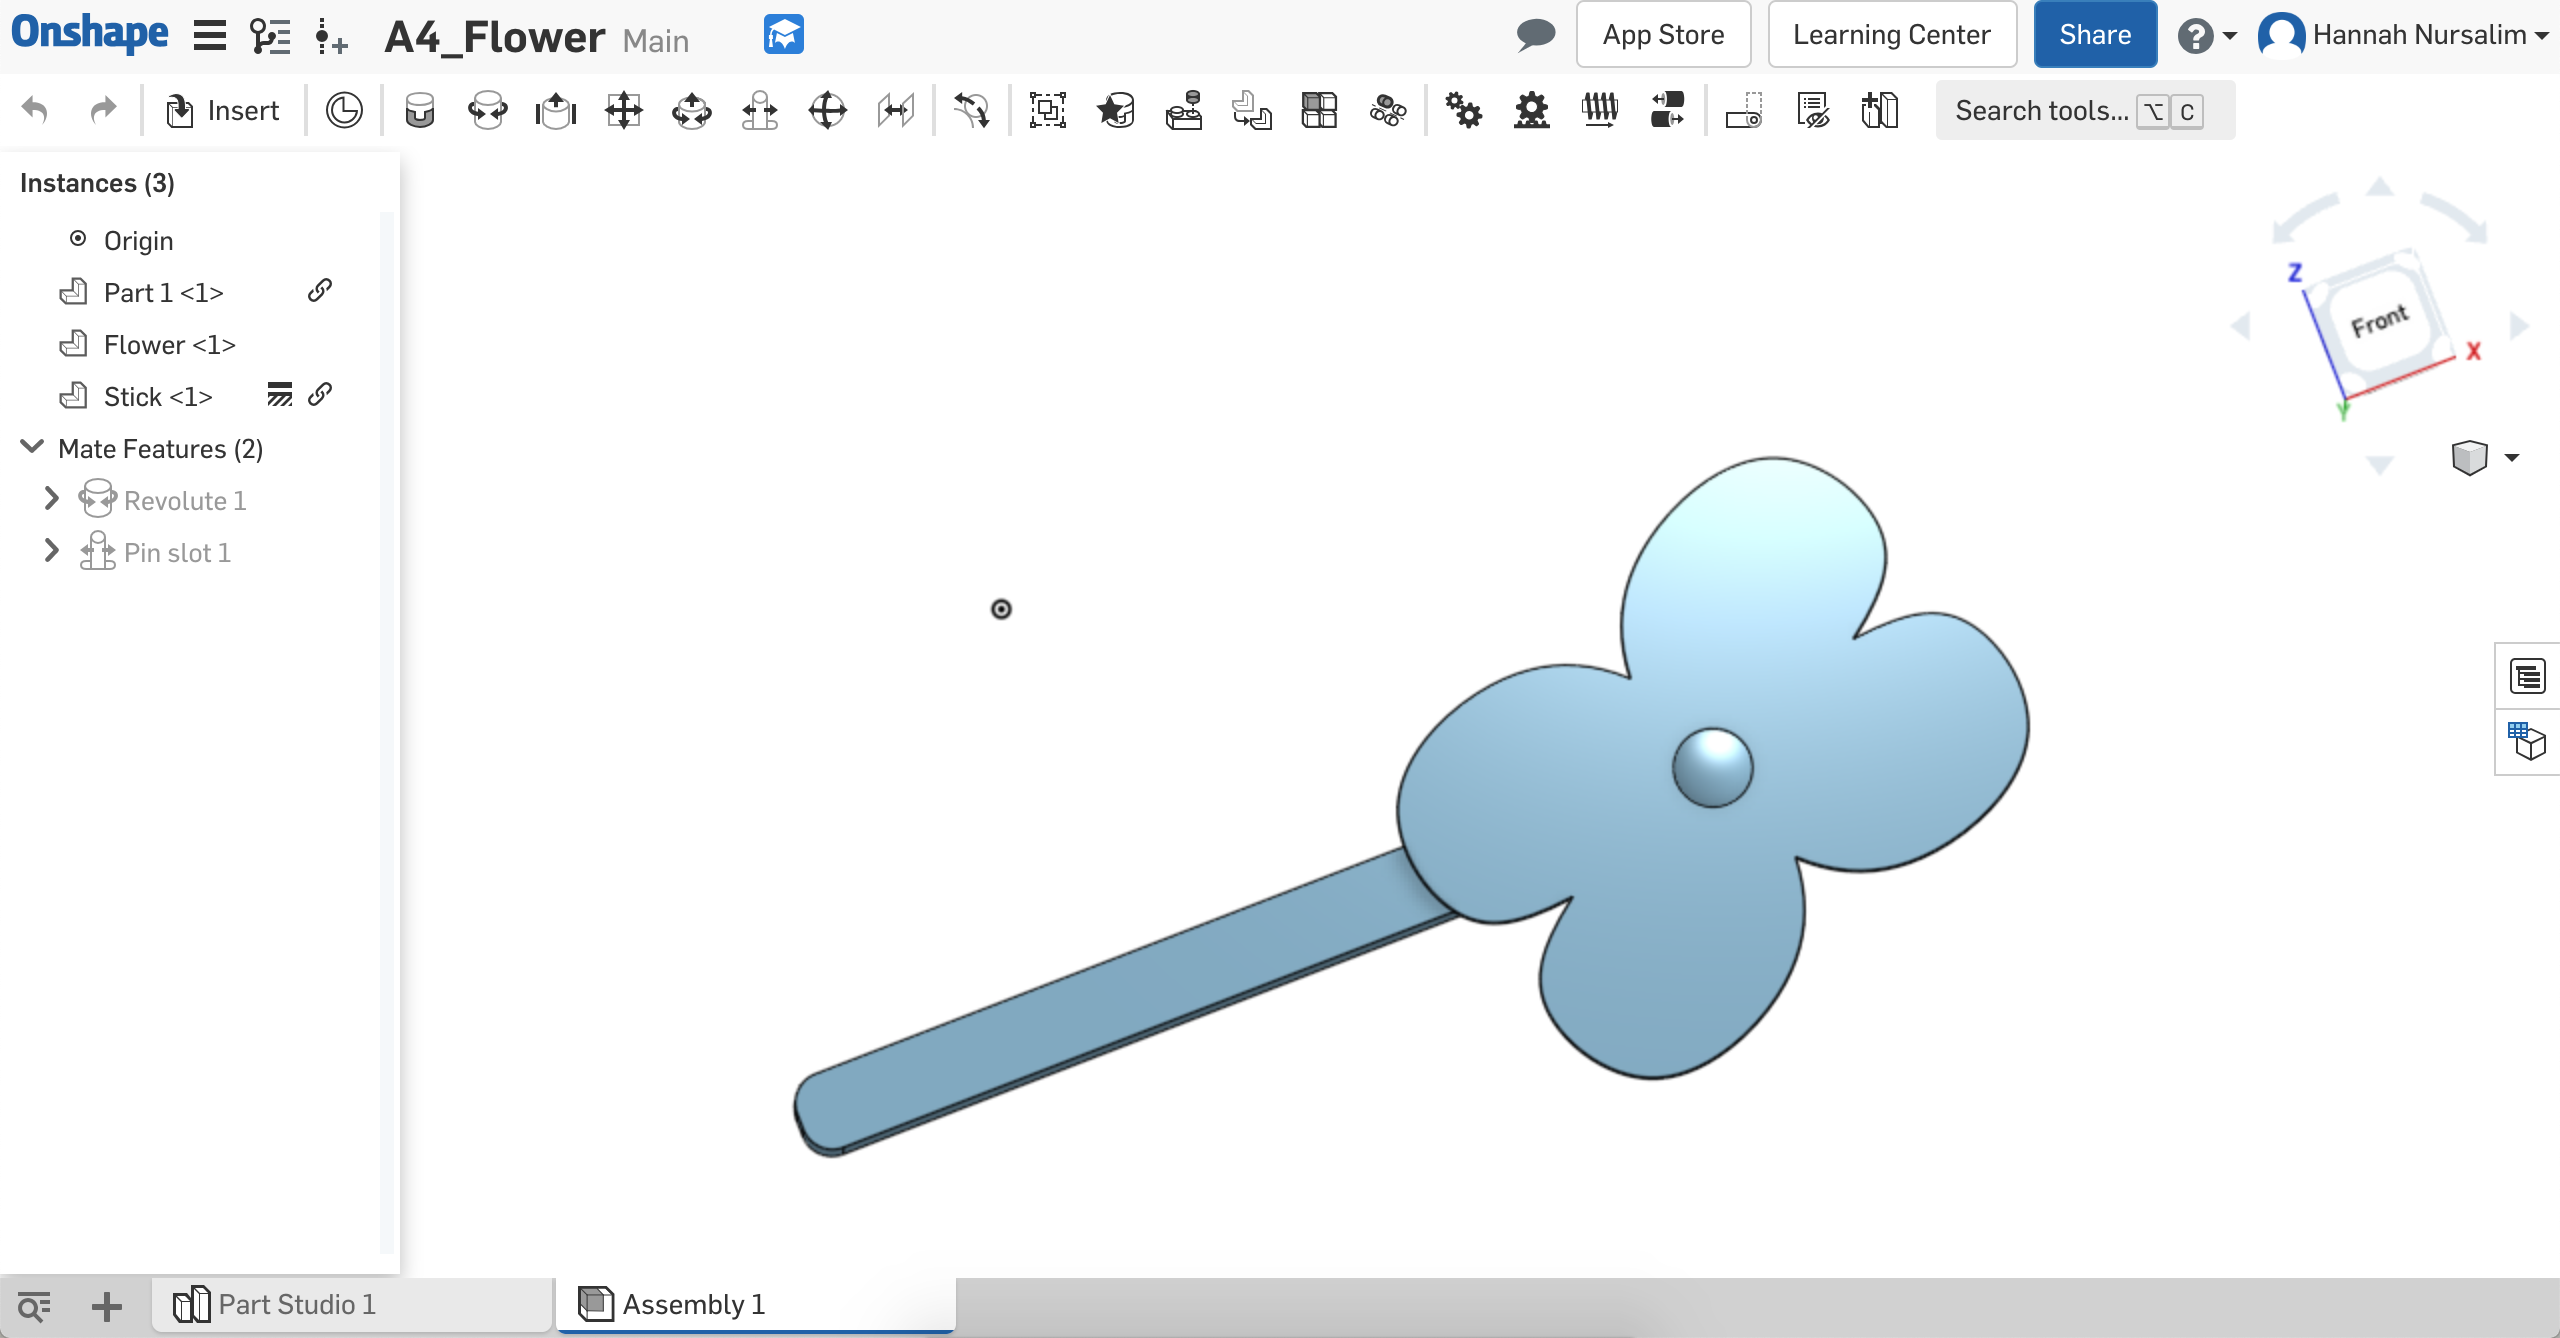 Onshape A4_Flower Main App Store Learning Center Share ? Hannah Nursalim
Insert Search tools... ⌥ C
Instances (3)
Origin
Part 1 <1>
Flower <1>
Stick <1>
Mate Features (2)
Revolute 1
Pin slot 1
Z
Front
X
Y
Part Studio 1 Assembly 1